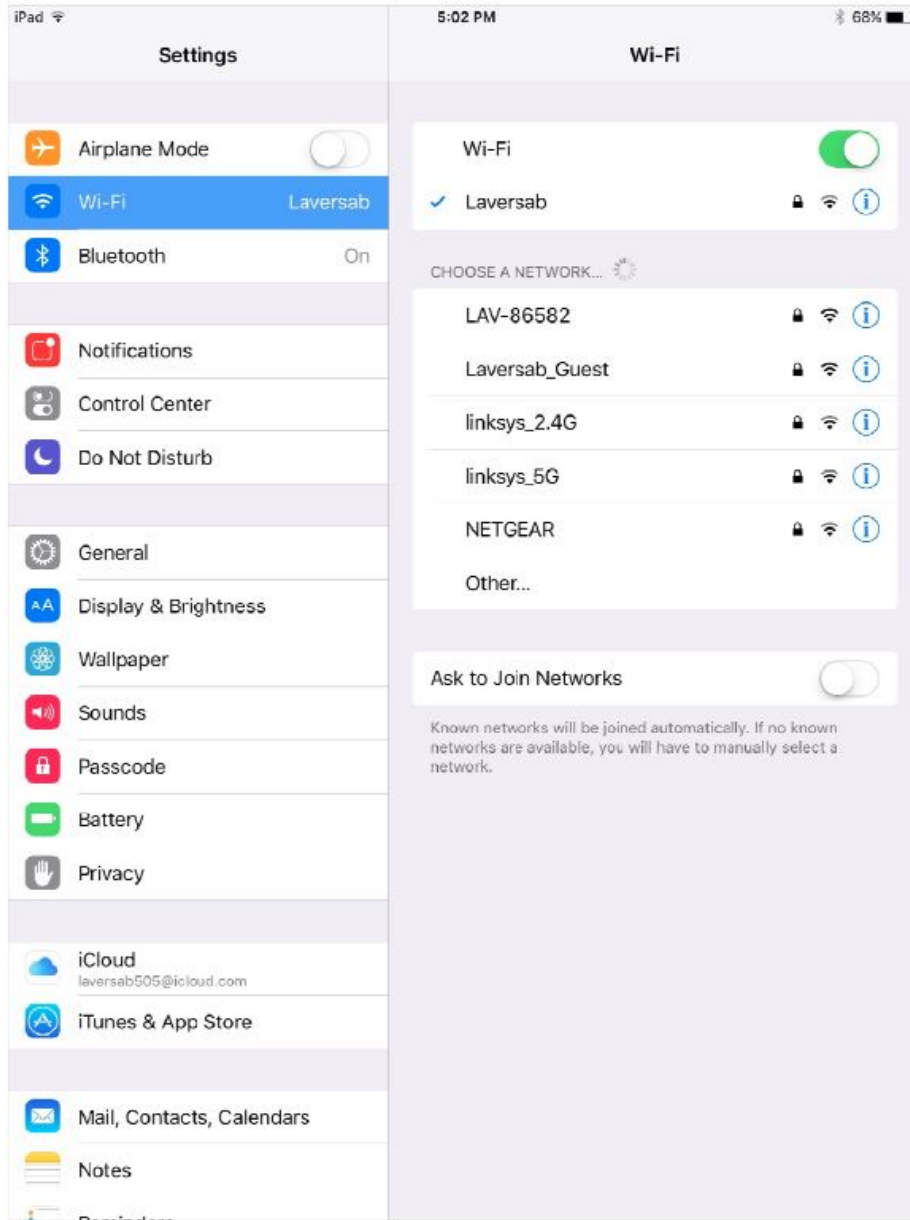 iPad
5:02 PM
68%
Settings
Wi-Fi
Airplane Mode
Wi-Fi Laversab
Bluetooth On
Notifications
Control Center
Do Not Disturb
General
AA Display & Brightness
Wallpaper
Sounds
Passcode
Battery
Privacy
iCloud
laversab505@icloud.com
iTunes & App Store
Mail, Contacts, Calendars
Notes
Wi-Fi
Laversab
CHOOSE A NETWORK...
LAV-86582
Laversab_Guest
linksys_2.4G
linksys_5G
NETGEAR
Other...
Ask to Join Networks
Known networks will be joined automatically. If no known
networks are available, you will have to manually select a
network.